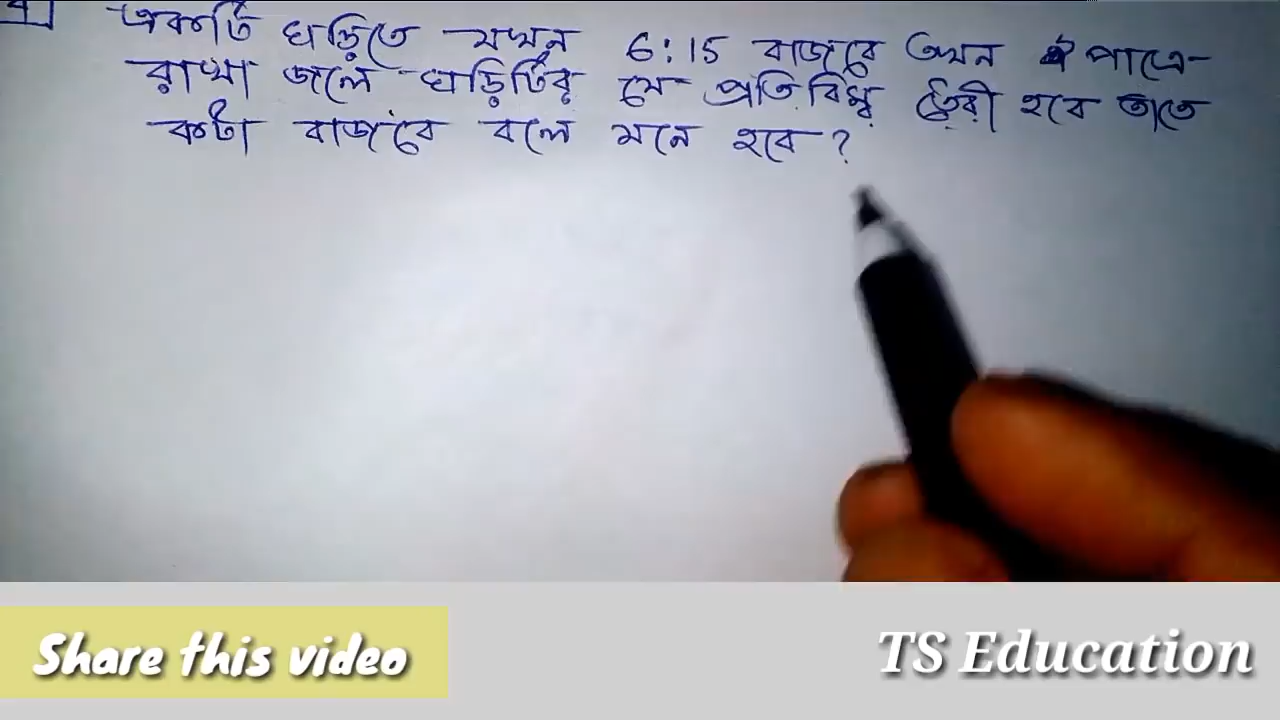 একটি ঘড়িতে যখন 6:15 বাজবে তখন পাত্রে
রাখা জলে ঘড়িটির যে প্রতিবিম্ব তৈরী হবে তাতে
কটা বাজবে বলে মনে হবে?
Share this video
TS Education